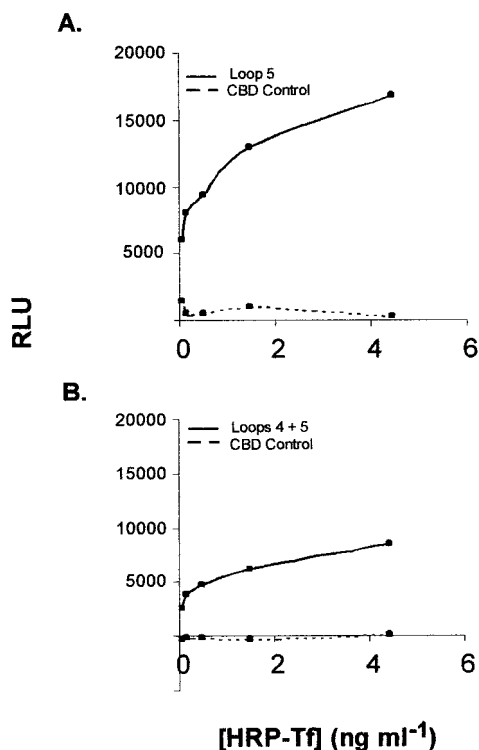 A.
20000
Loop 5
CBD Control
15000
10000
5000
0 2 4 6
RLU
B.
20000
Loops 4 + 5
CBD Control
15000
10000
5000
0 2 4 6
[HRP-Tf] (ng ml-1)